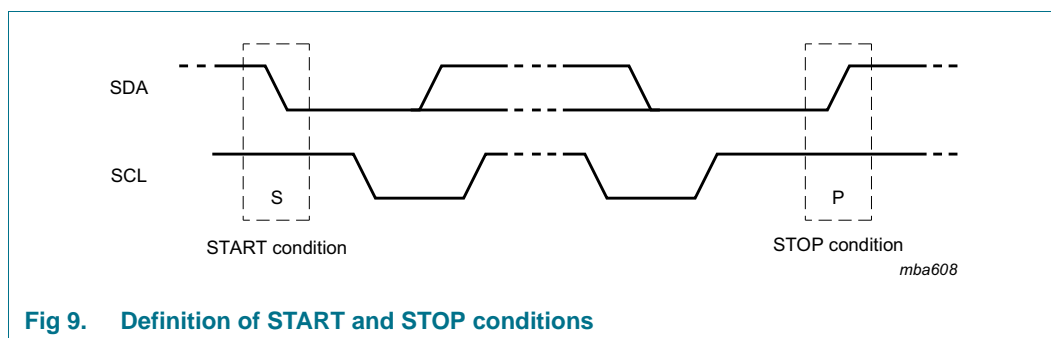 SDA
SCL
S
P
START condition
STOP condition
mba608
Fig 9. Definition of START and STOP conditions